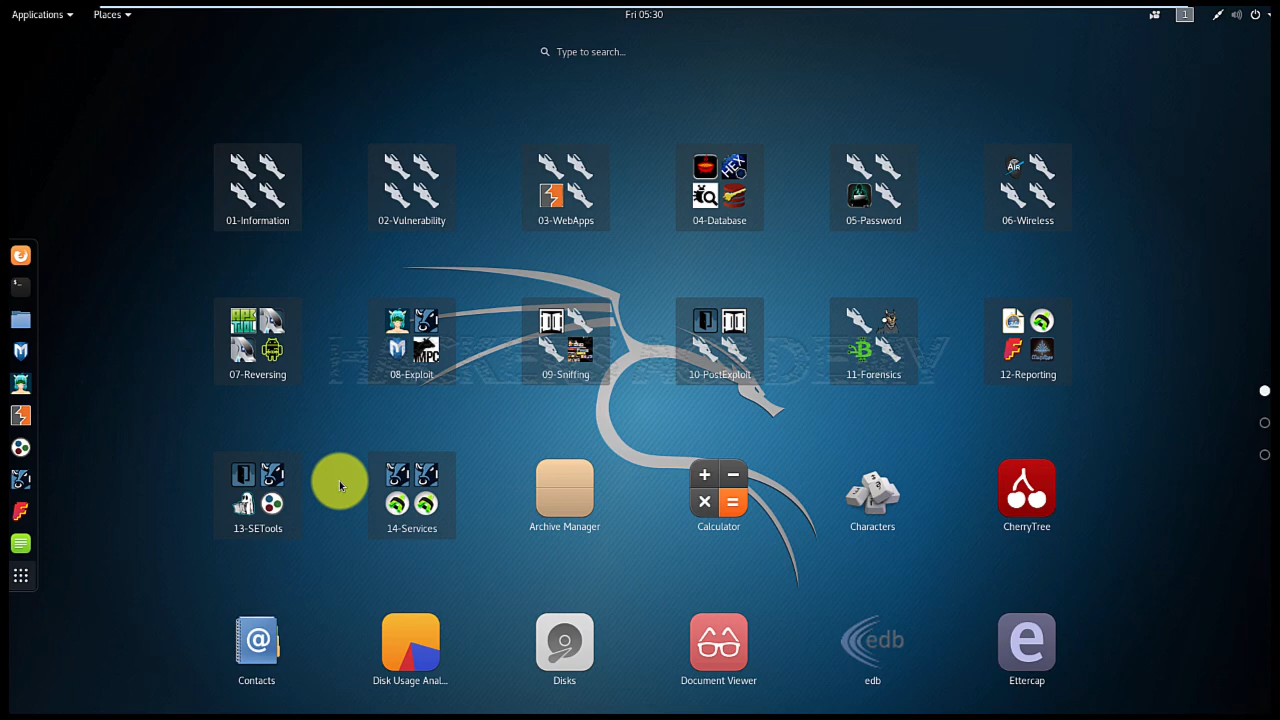 Applications Places Fri 05:30 1
Type to search...
01-Information 02-Vulnerability 03-WebApps 04-Database 05-Password 06-Wireless
07-Reversing 08-Exploit 09-Sniffing 10-PostExploit 11-Forensics 12-Reporting
13-SETools 14-Services Archive Manager Calculator Characters CherryTree
Contacts Disk Usage Anal... Disks Document Viewer edb Ettercap